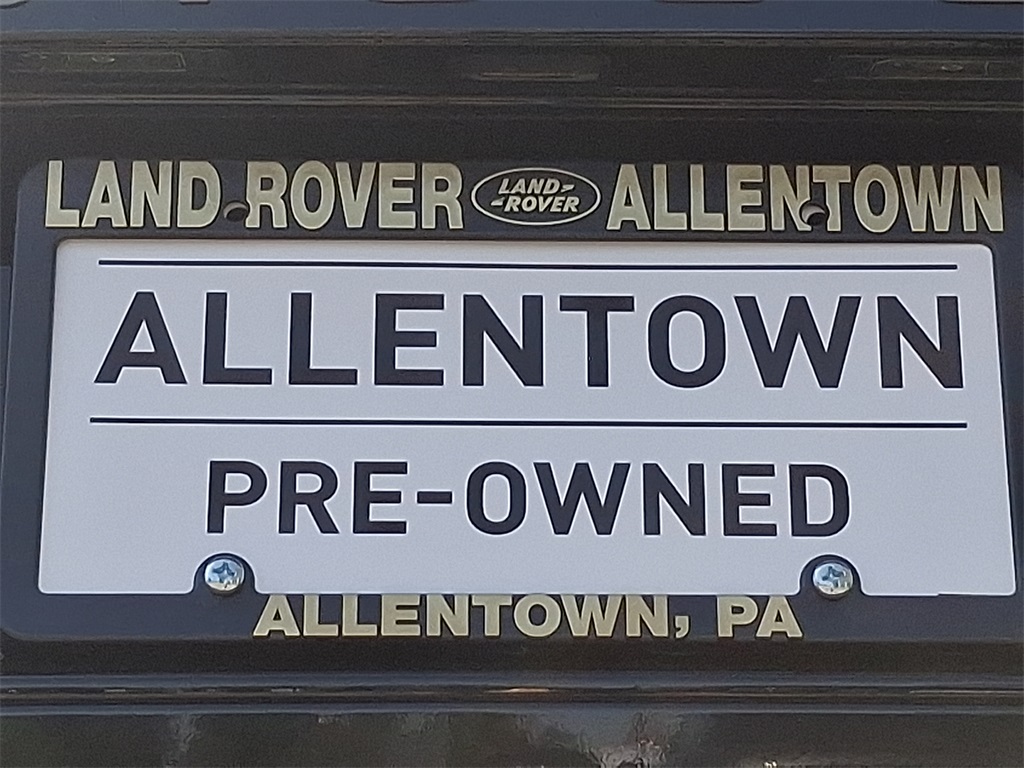 LAND ROVER LAND-ROVER ALLENTOWN
ALLENTOWN
PRE-OWNED
ALLENTOWN, PA